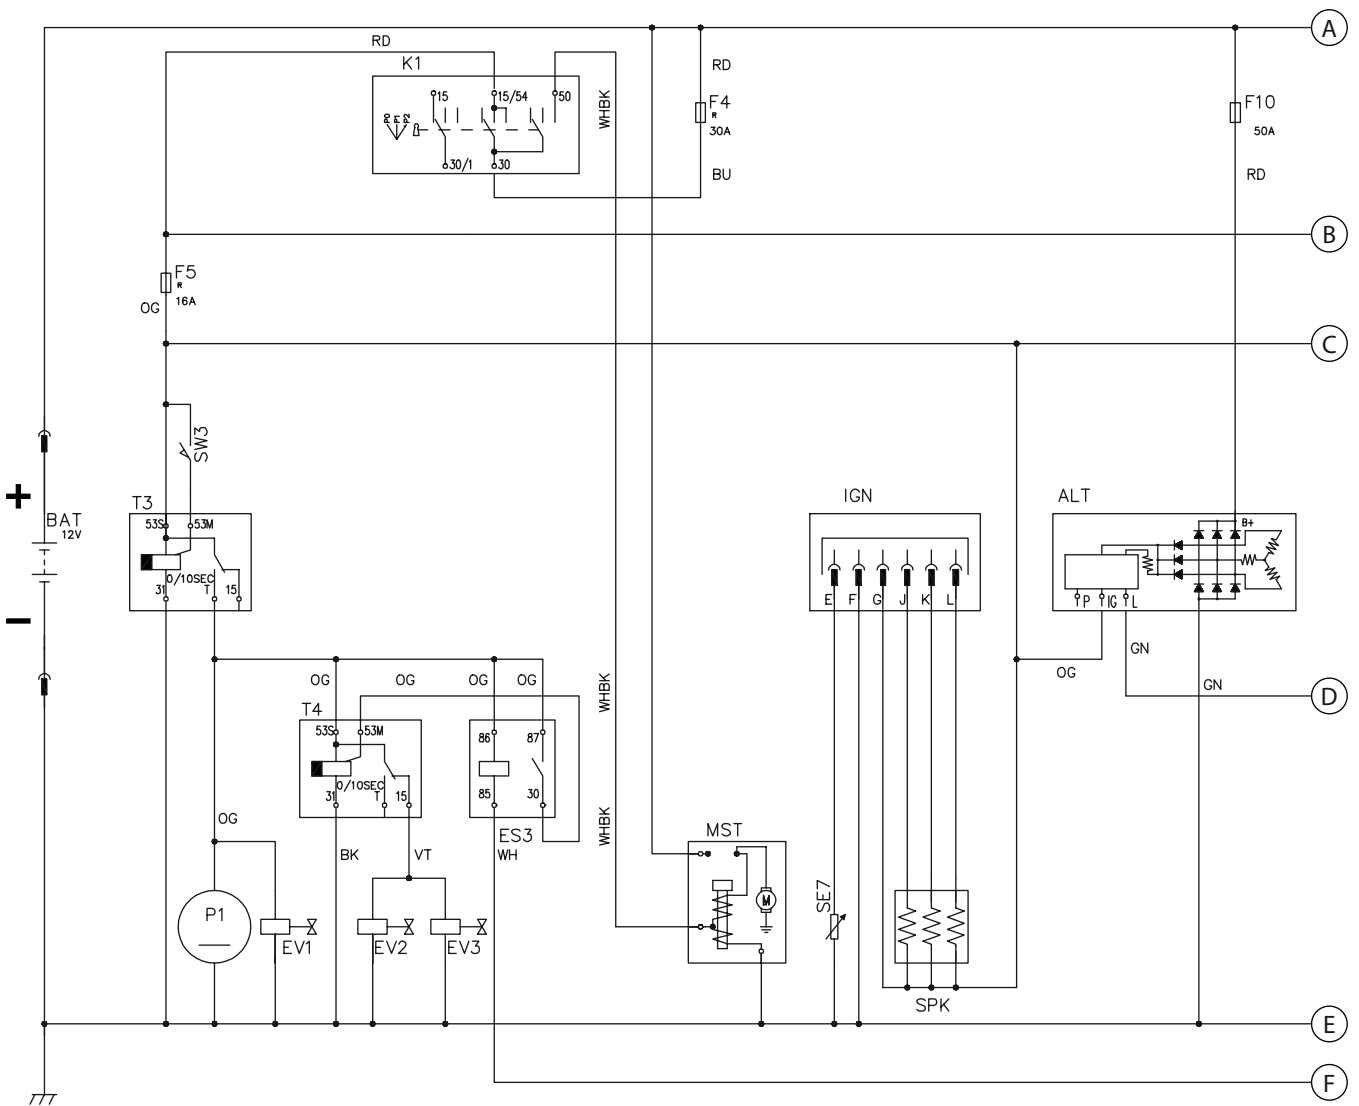 A
RD
K1
RD
15
15/54
50
WHBK
F4
R
30A
F10
50A
P0
P1
P2
30/1
30
BU
RD
B
F5
R
16A
OG
C
SW3
+
BAT
12V
T3
53S
53M
0/10SEC
31
T
15
IGN
ALT
B+
E
F
G
J
K
L
P
IG
L
–
OG
OG
OG
OG
WHBK
OG
GN
GN
D
T4
53S
53M
0/10SEC
31
T
15
86
87
85
30
OG
BK
VT
ES3
WH
WHBK
MST
M
P1
EV1
EV2
EV3
SE7
SPK
E
F